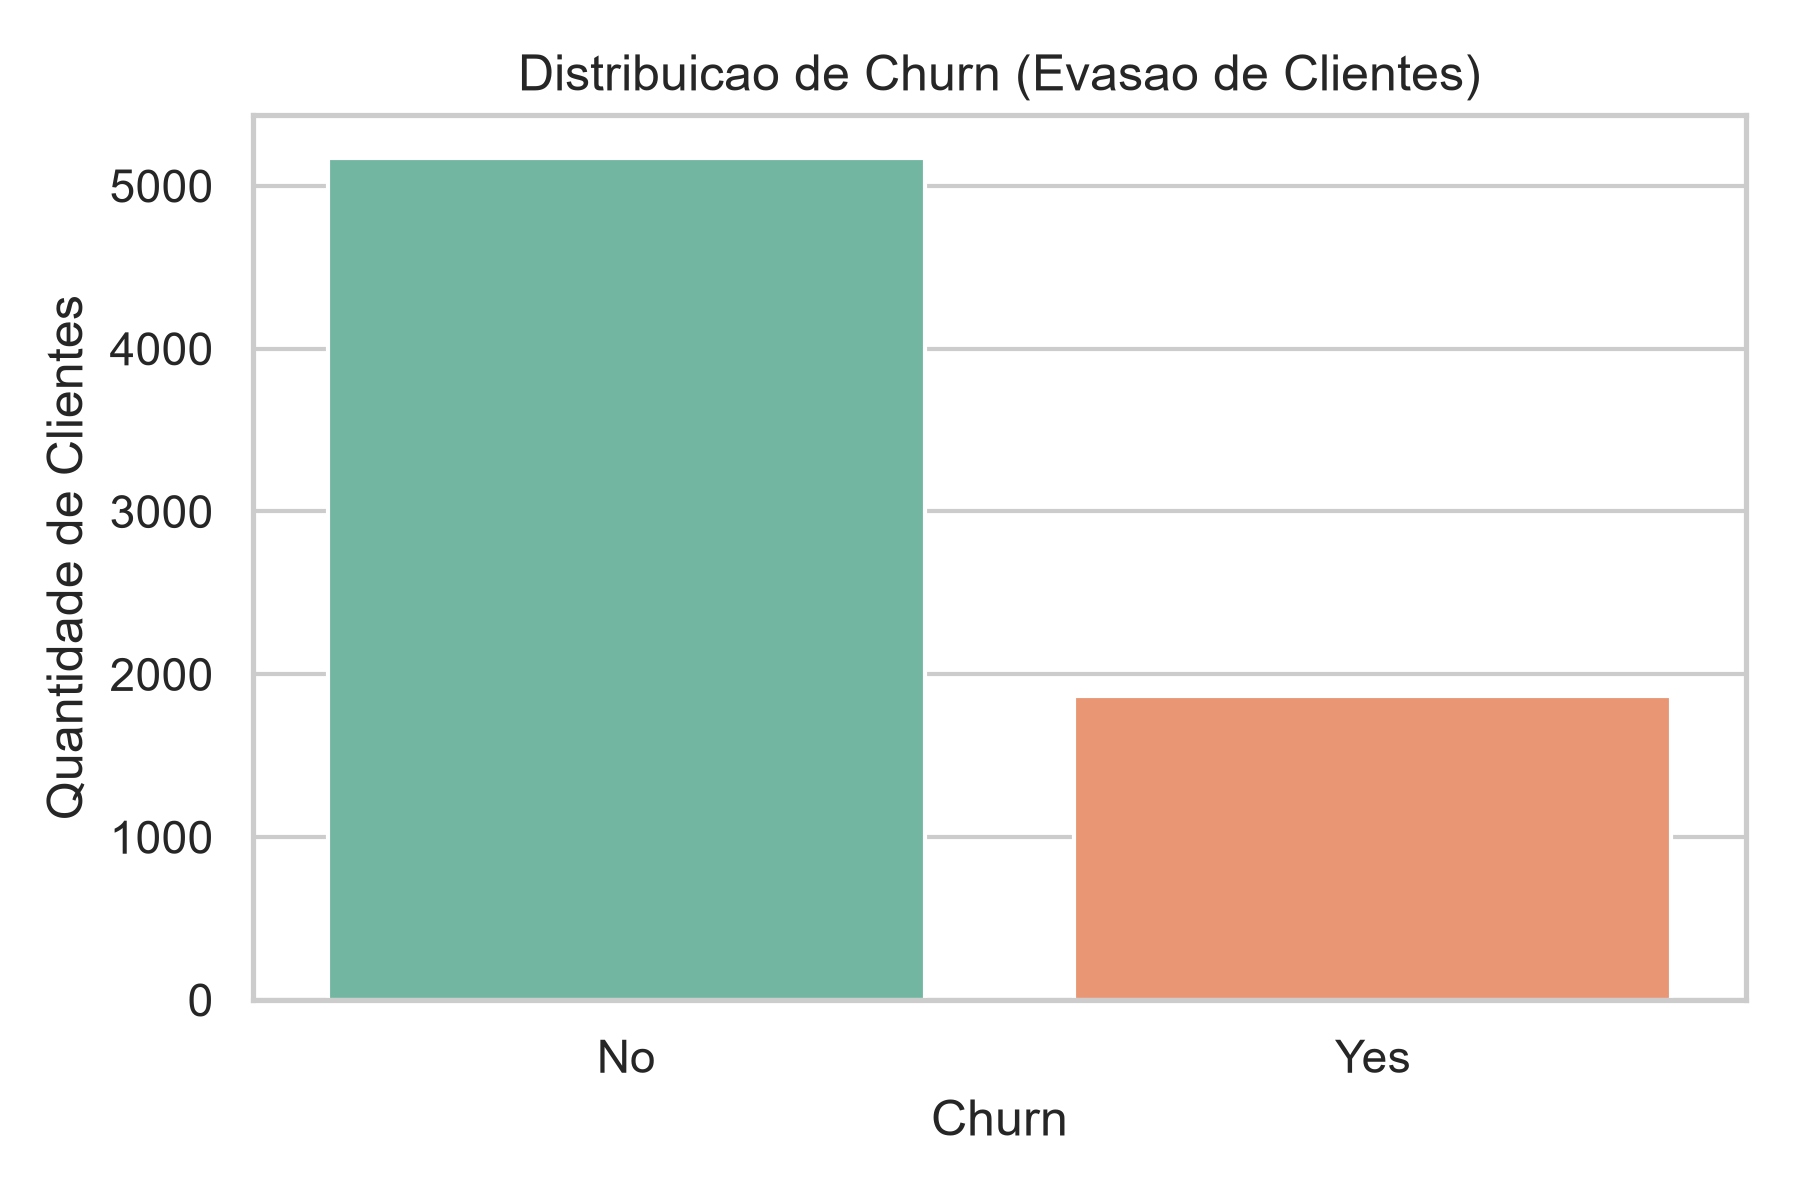 Distribuicao de Churn (Evasao de Clientes)
Quantidade de Clientes
5000
4000
3000
2000
1000
0
No
Yes
Churn